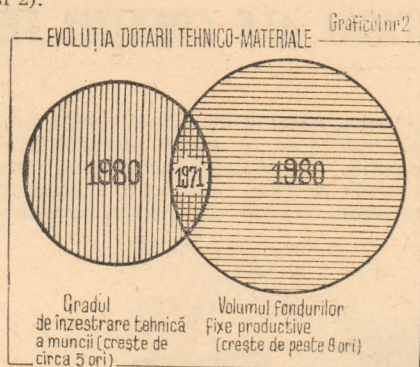 2).
Graficul nr 2
EVOLUȚIA DOTARII TEHNICO-MATERIALE
1980
1971
1980
Gradul
de înzestrare tehnică
a muncii (crește de
circa 5 ori)
Volumul fondurilor
fixe productive
(crește de peste 8 ori)